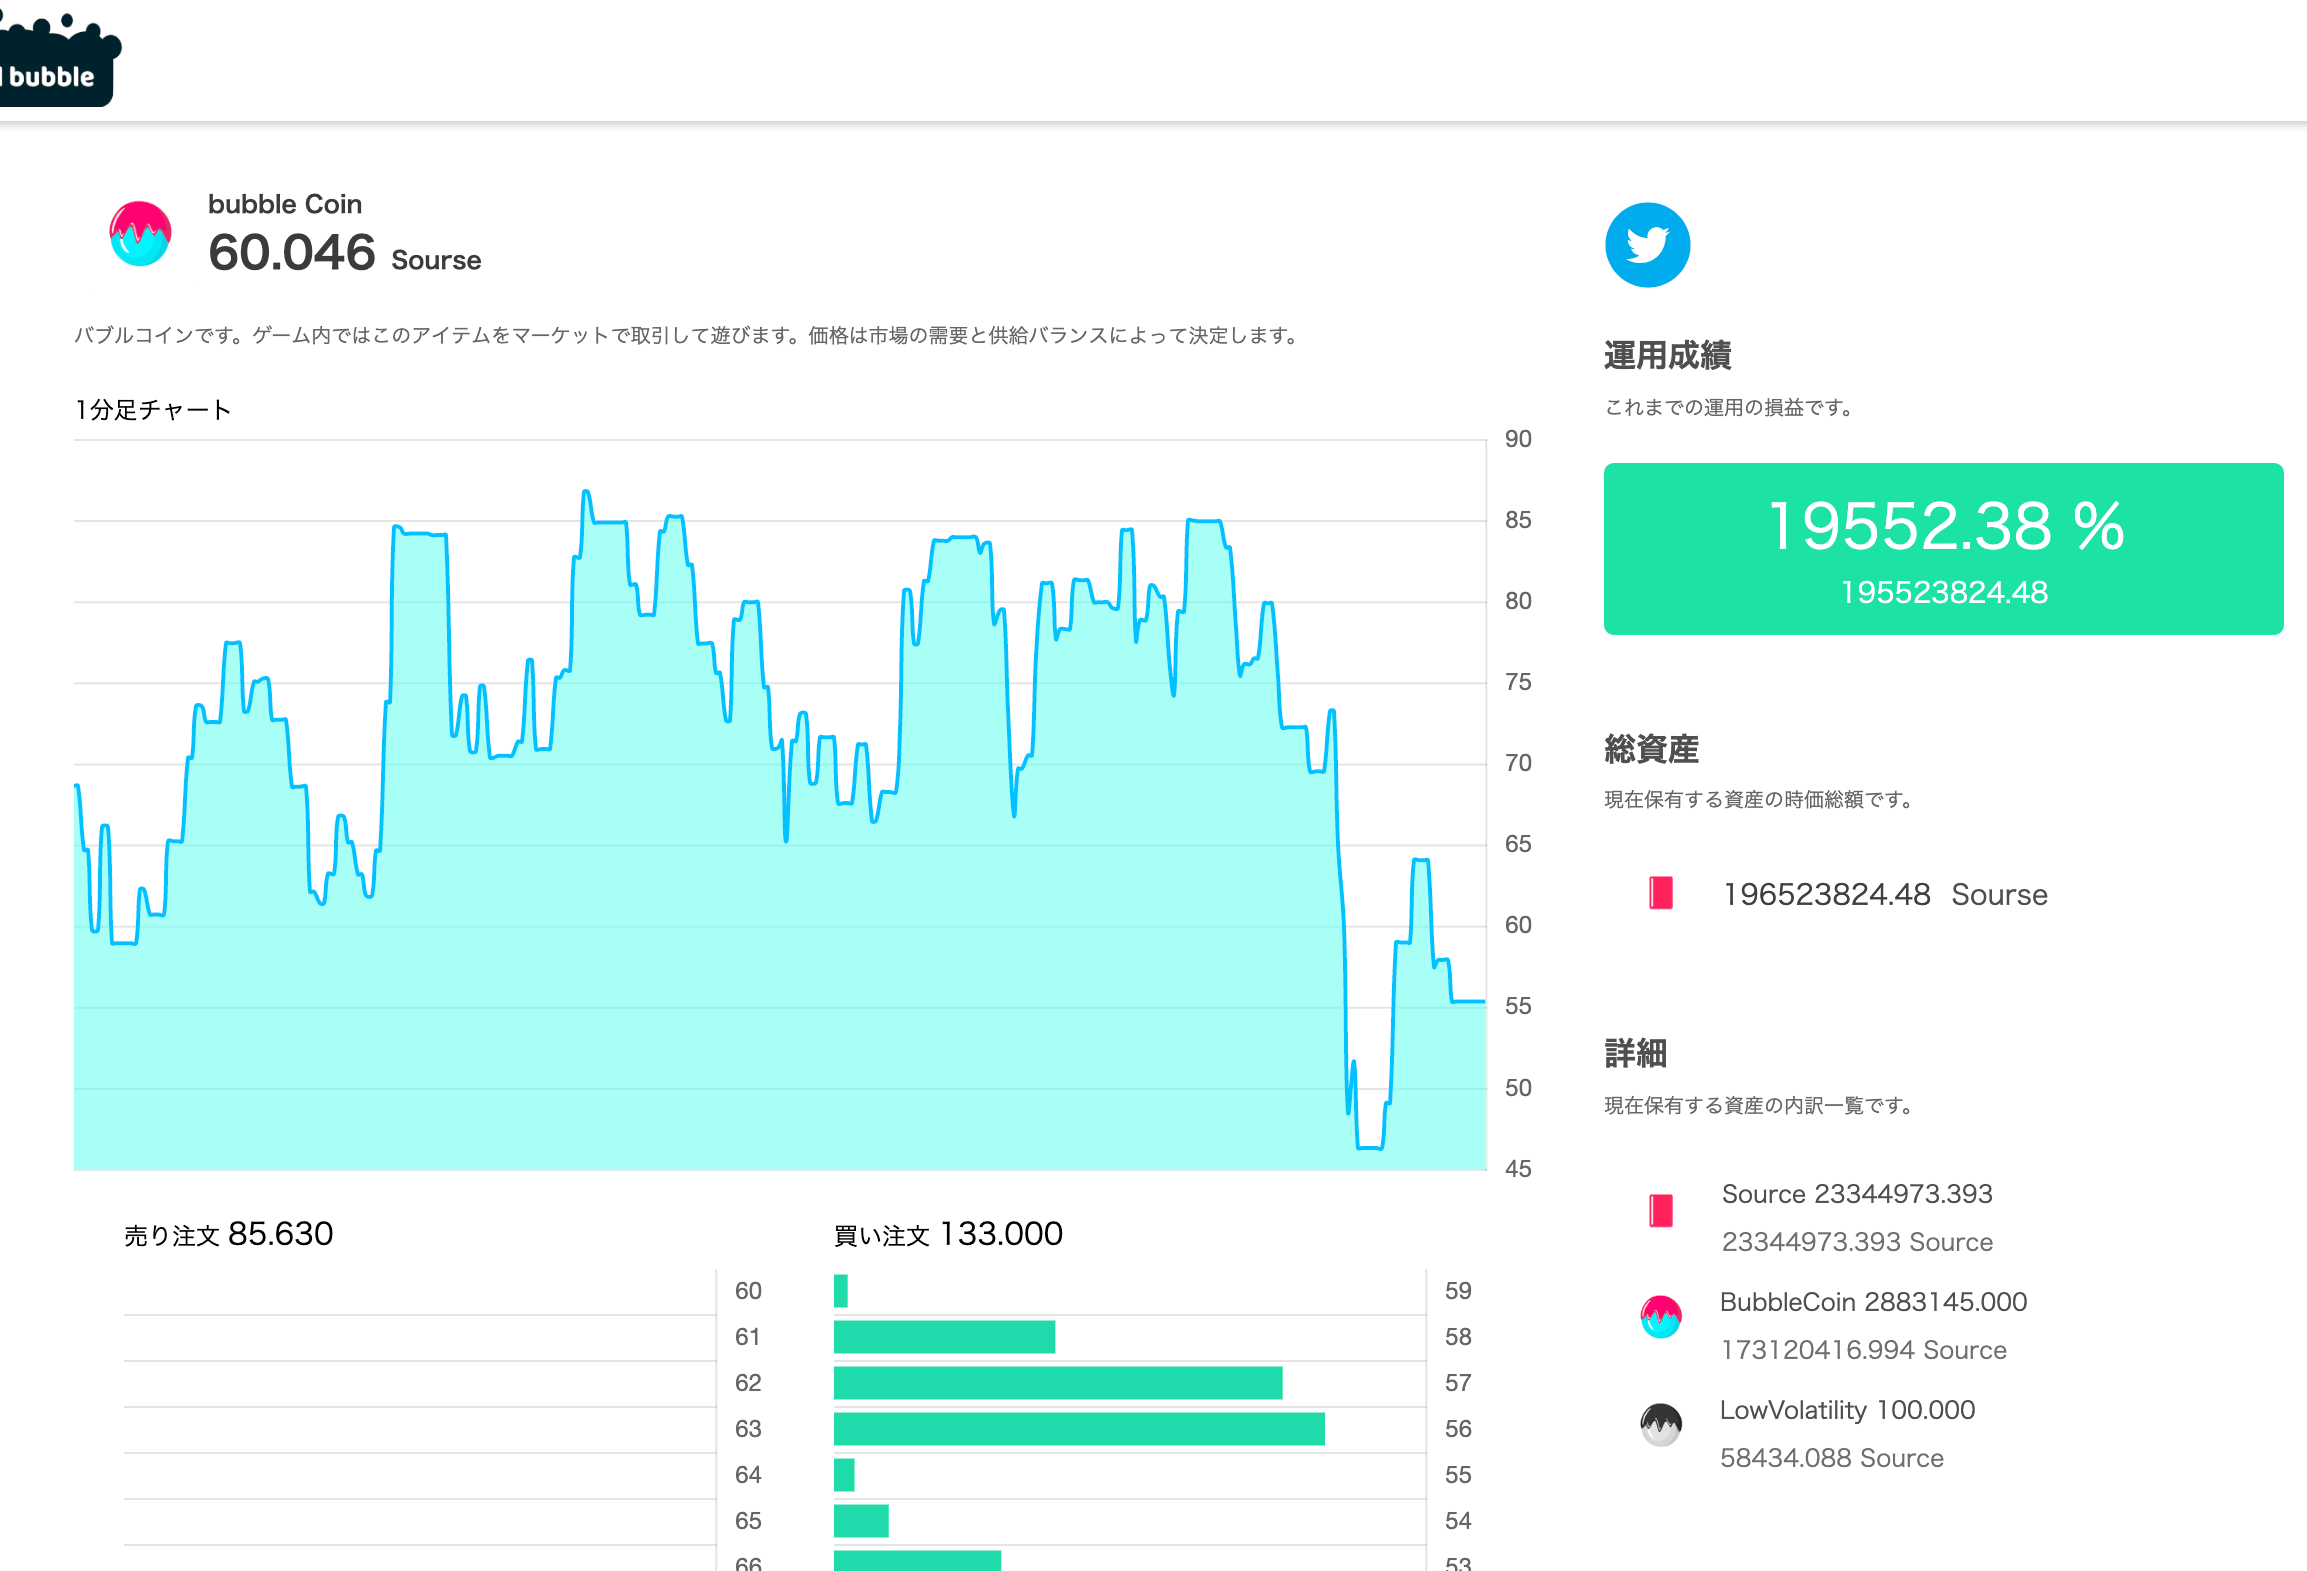 bubble
bubble Coin
60.046 Sourse
バブルコインです。ゲーム内ではこのアイテムをマーケットで取引して遊びます。価格は市場の需要と供給バランスによって決定します。
1分足チャート
90
85
80
75
70
65
60
55
50
45
売り注文 85.630
60
61
62
63
64
65
66
買い注文 133.000
59
58
57
56
55
54
53
運用成績
これまでの運用の損益です。
19552.38 %
195523824.48
総資産
現在保有する資産の時価総額です。
196523824.48 Sourse
詳細
現在保有する資産の内訳一覧です。
Source 23344973.393
23344973.393 Source
BubbleCoin 2883145.000
173120416.994 Source
LowVolatility 100.000
58434.088 Source